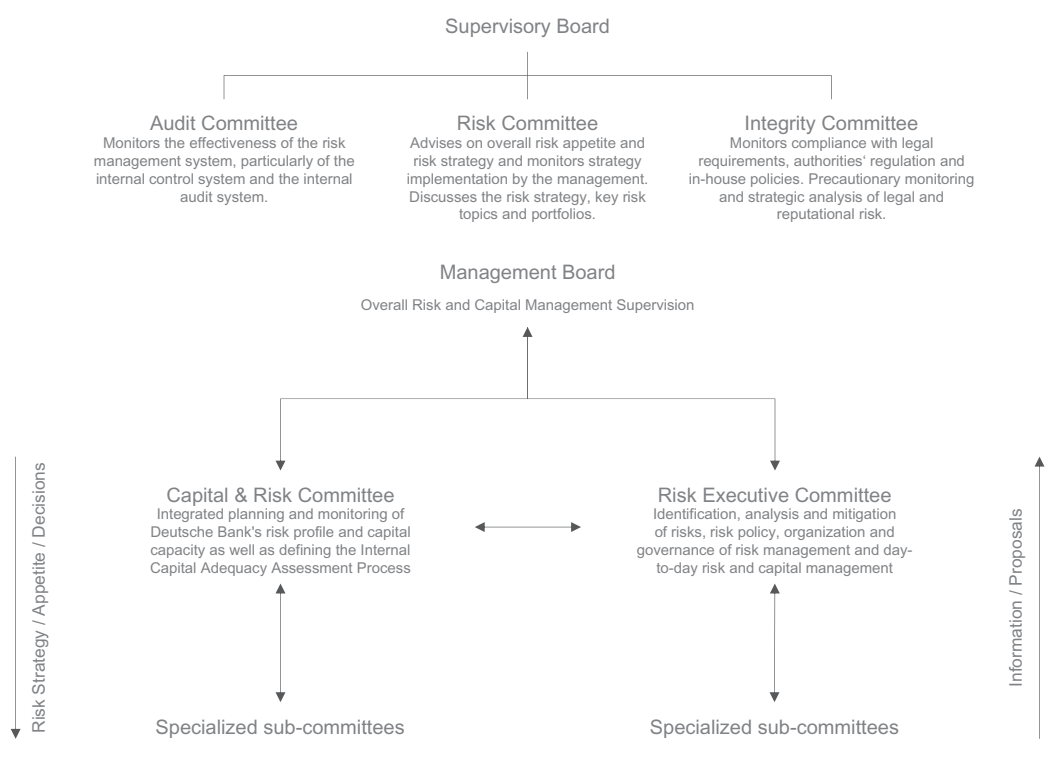 Supervisory Board
Audit Committee
Monitors the effectiveness of the risk
management system, particularly of the
internal control system and the internal
audit system.
Risk Committee
Advises on overall risk appetite and
risk strategy and monitors strategy
implementation by the management.
Discusses the risk strategy, key risk
topics and portfolios.
Integrity Committee
Monitors compliance with legal
requirements, authorities‘ regulation and
in-house policies. Precautionary monitoring
and strategic analysis of legal and
reputational risk.
Management Board
Overall Risk and Capital Management Supervision
Risk Strategy / Appetite / Decisions
Capital & Risk Committee
Integrated planning and monitoring of
Deutsche Bank's risk profile and capital
capacity as well as defining the Internal
Capital Adequacy Assessment Process
Risk Executive Committee
Identification, analysis and mitigation
of risks, risk policy, organization and
governance of risk management and day-
to-day risk and capital management
Information / Proposals
Specialized sub-committees
Specialized sub-committees